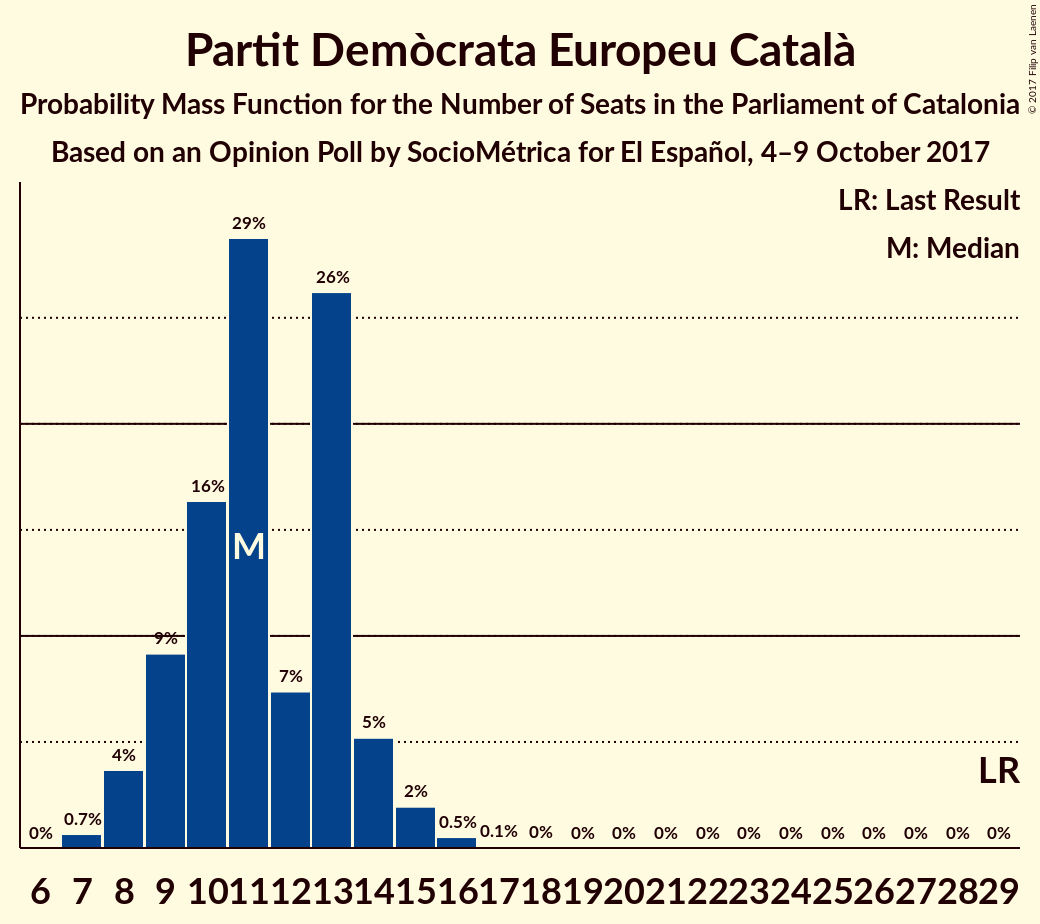 Partit Demòcrata Europeu Català
Probability Mass Function for the Number of Seats in the Parliament of Catalonia
Based on an Opinion Poll by SocioMétrica for El Español, 4–9 October 2017
© 2017 Filip van Laenen
LR: Last Result
M: Median
29%
26%
16%
M
9%
7%
5%
4%
LR
2%
0% 0.7% 0.5% 0.1% 0% 0% 0% 0% 0% 0% 0% 0% 0% 0% 0% 0%
6 7 8 9 10 11 12 13 14 15 16 17 18 19 20 21 22 23 24 25 26 27 28 29